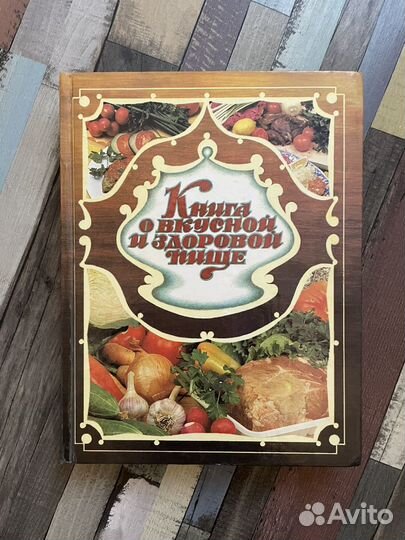 Книга
о вкусной
и здоровой
пище
Avito